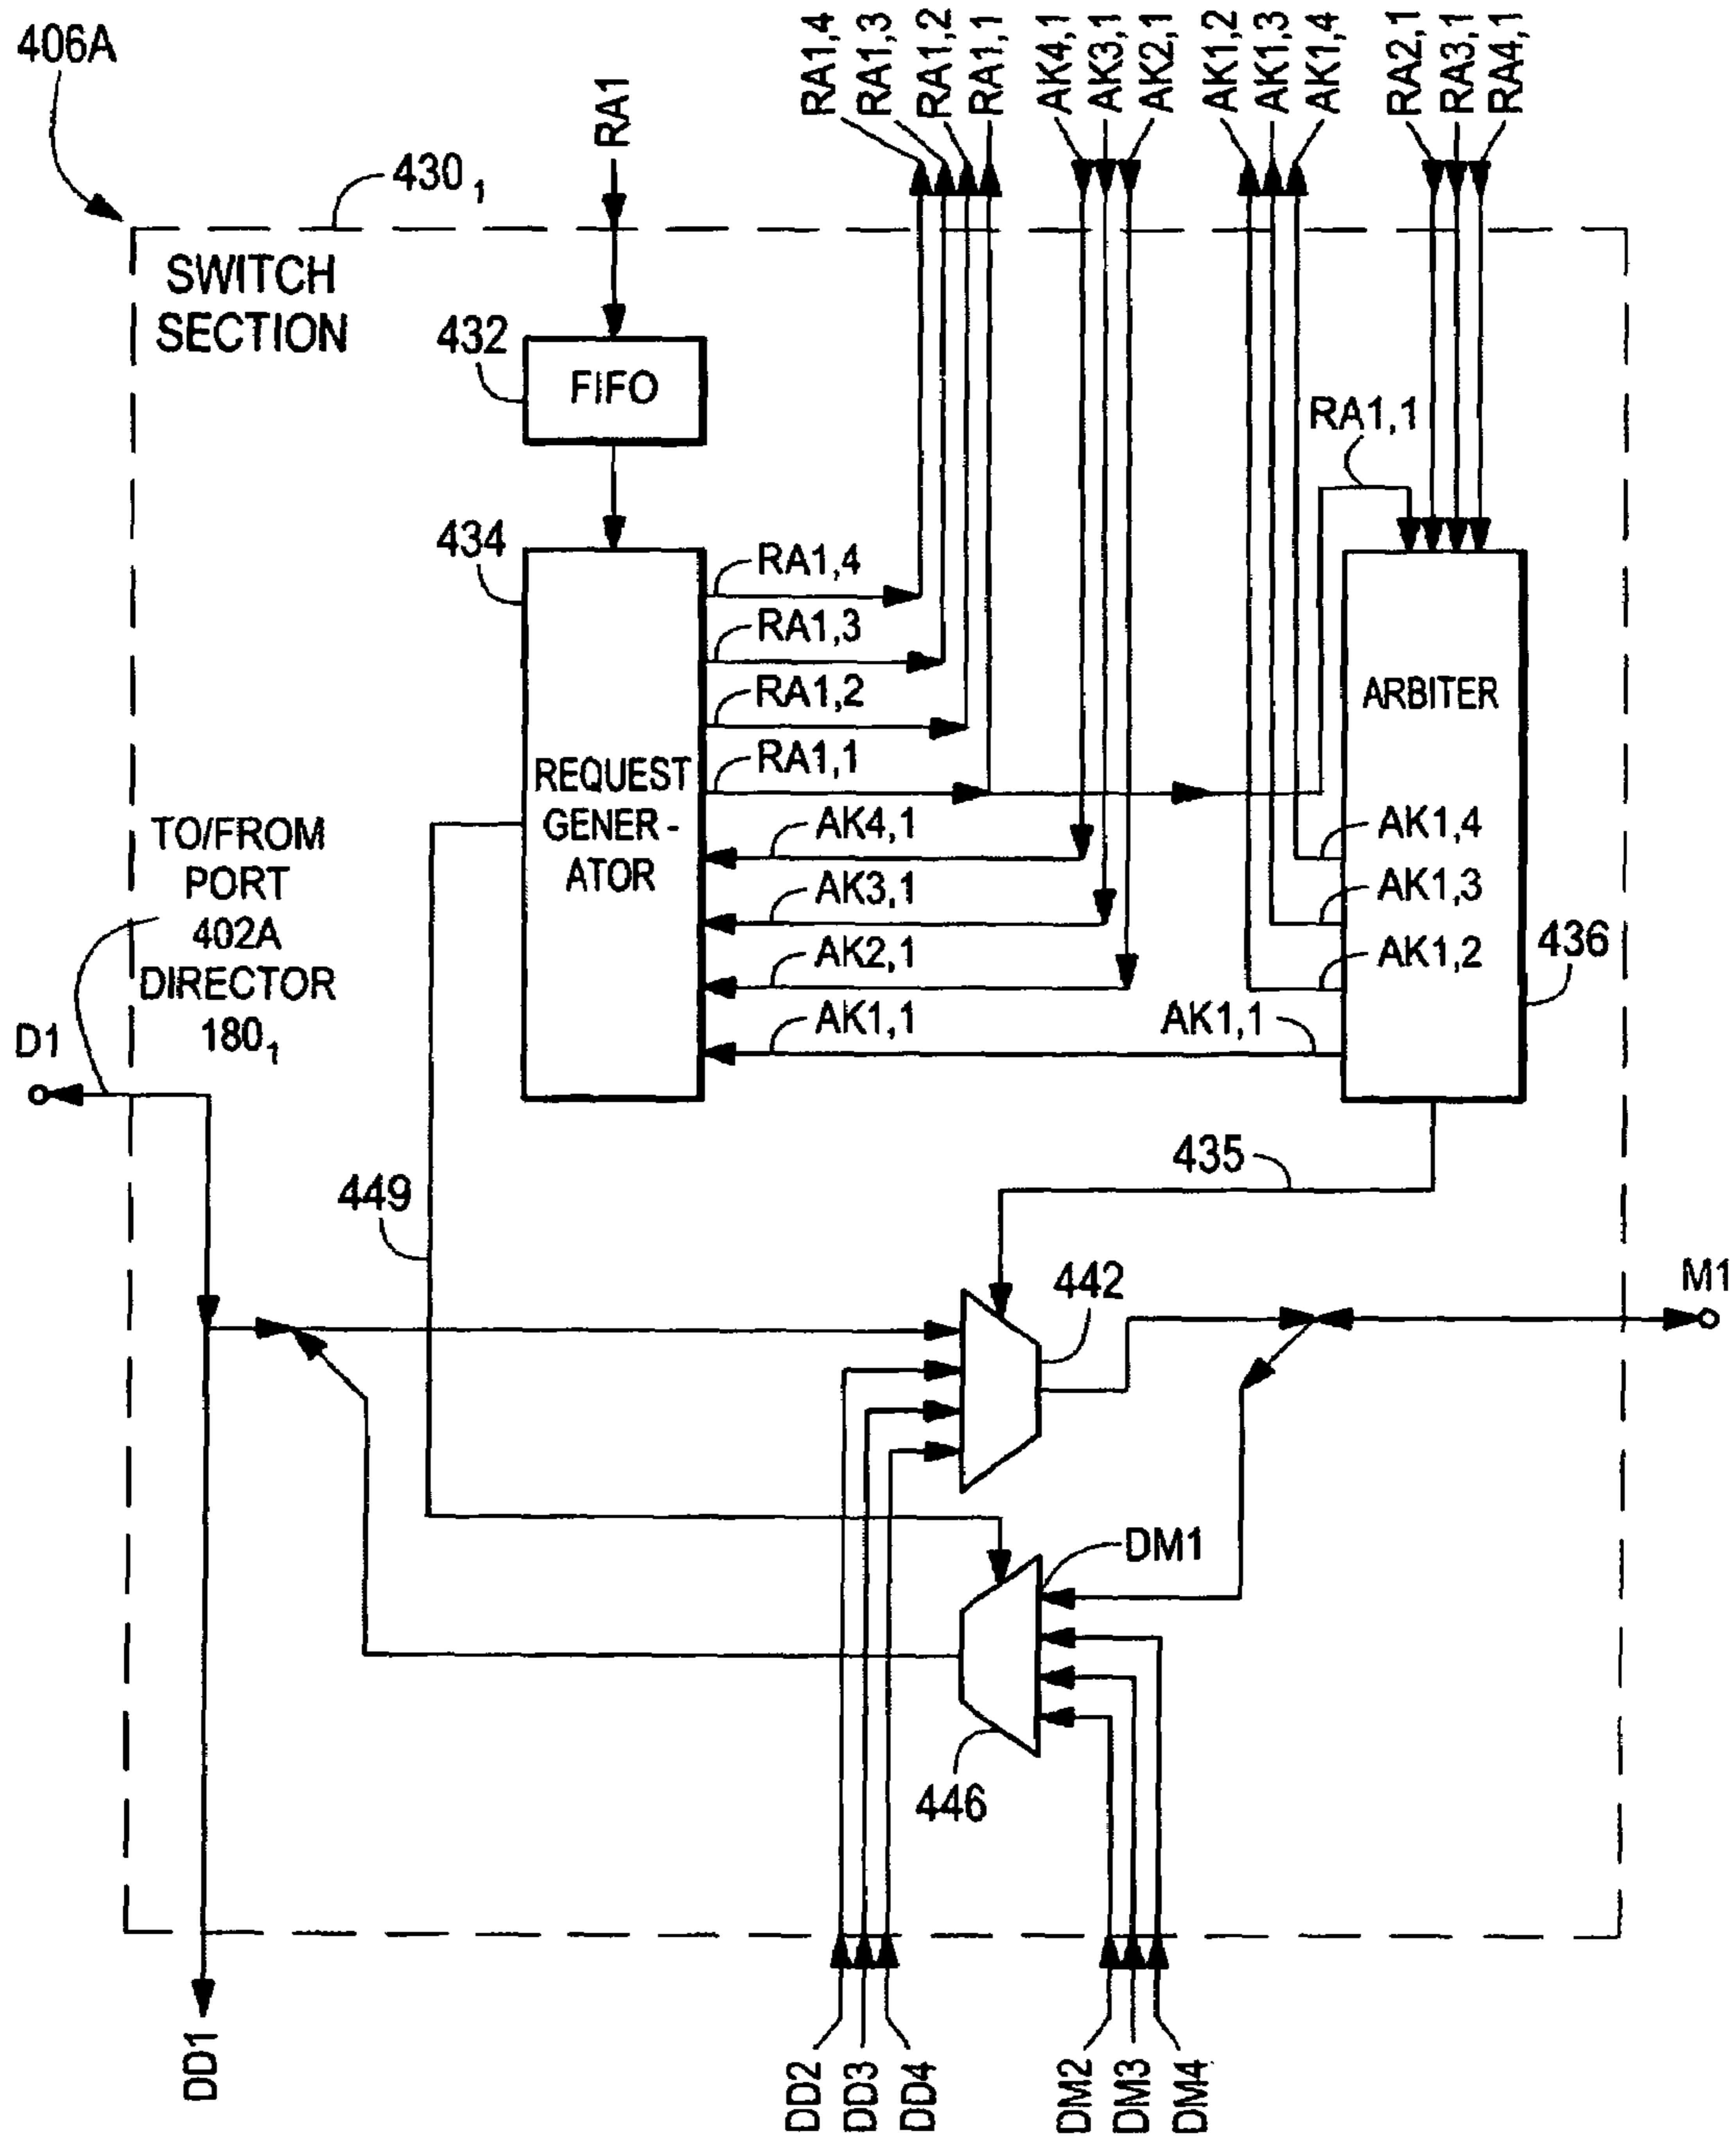 406A
430₁
RA1
RA1,4
RA1,3
RA1,2
RA1,1
AK4,1
AK3,1
AK2,1
AK1,2
AK1,3
AK1,4
RA2,1
RA3,1
RA4,1
SWITCH
SECTION
432
FIFO
RA1,1
434
RA1,4
RA1,3
RA1,2
RA1,1
REQUEST
GENER-
ATOR
AK4,1
AK3,1
AK2,1
AK1,1
AK1,1
ARBITER
AK1,4
AK1,3
AK1,2
436
TO/FROM
PORT
402A
DIRECTOR
180₁
D1
449
435
442
M1
DM1
446
DD1
DD2
DD3
DD4
DM2
DM3
DM4